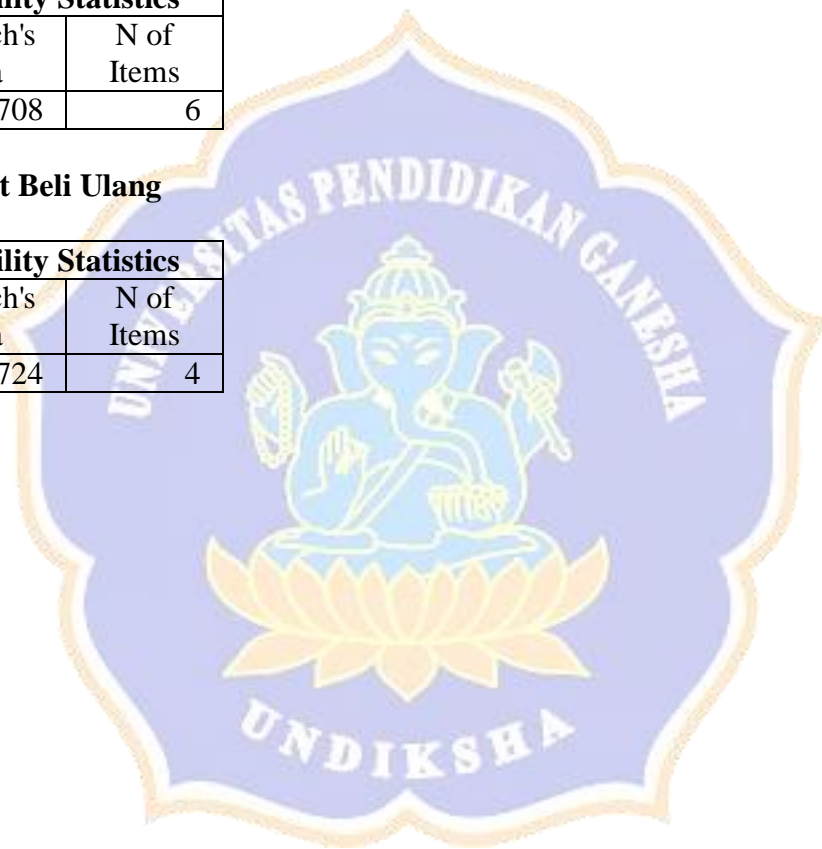 ility Statistics
ch's
N of
a
Items
708
6
t Beli Ulang
ility Statistics
ch's
N of
a
Items
724
4
UNIVERSITAS PENDIDIKAN GANESHA
UNDIKSHA